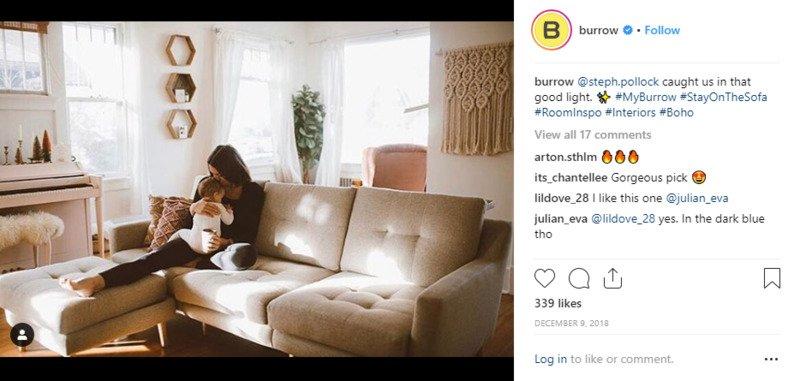 B
burrow • Follow
burrow @steph.pollock caught us in that
good light. ✨ #MyBurrow #StayOnTheSofa
#RoomInspo #Interiors #Boho
View all 17 comments
arton.sthlm 🔥🔥🔥
its_chantellee Gorgeous pick 😍
lildove_28 I like this one @julian_eva
julian_eva @lildove_28 yes. In the dark blue
tho
339 likes
DECEMBER 9, 2018
Log in to like or comment.